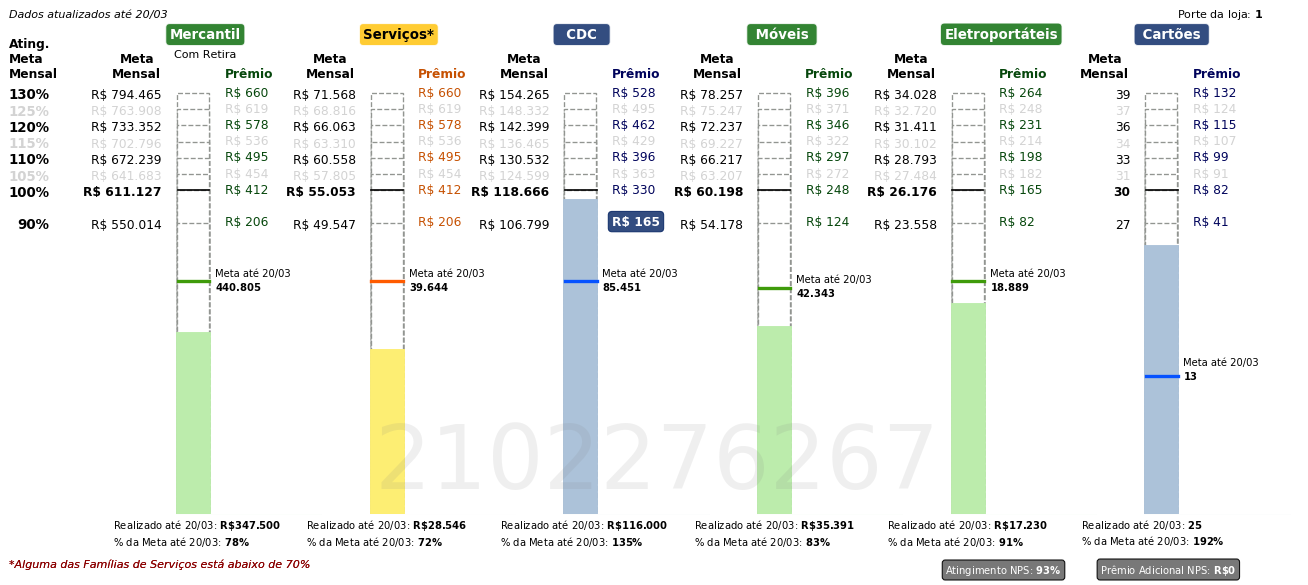 Dados atualizados até 20/03
Porte da loja: 1
Mercantil Serviços* CDC Móveis Eletroportáteis Cartões
Com Retira
Ating. Meta Mensal
Meta Mensal Prêmio Meta Mensal Prêmio Meta Mensal Prêmio Meta Mensal Prêmio Meta Mensal Prêmio Meta Mensal Prêmio
130% R$ 794.465 R$ 660 R$ 71.568 R$ 660 R$ 154.265 R$ 528 R$ 78.257 R$ 396 R$ 34.028 R$ 264 39 R$ 132
125% R$ 763.908 R$ 619 R$ 68.816 R$ 619 R$ 148.332 R$ 495 R$ 75.247 R$ 371 R$ 32.720 R$ 248 37 R$ 124
120% R$ 733.352 R$ 578 R$ 66.063 R$ 578 R$ 142.399 R$ 462 R$ 72.237 R$ 346 R$ 31.411 R$ 231 36 R$ 115
115% R$ 702.796 R$ 536 R$ 63.310 R$ 536 R$ 136.465 R$ 429 R$ 69.227 R$ 322 R$ 30.102 R$ 214 34 R$ 107
110% R$ 672.239 R$ 495 R$ 60.558 R$ 495 R$ 130.532 R$ 396 R$ 66.217 R$ 297 R$ 28.793 R$ 198 33 R$ 99
105% R$ 641.683 R$ 454 R$ 57.805 R$ 454 R$ 124.599 R$ 363 R$ 63.207 R$ 272 R$ 27.484 R$ 182 31 R$ 91
100% R$ 611.127 R$ 412 R$ 55.053 R$ 412 R$ 118.666 R$ 330 R$ 60.198 R$ 248 R$ 26.176 R$ 165 30 R$ 82
90% R$ 550.014 R$ 206 R$ 49.547 R$ 206 R$ 106.799 R$ 165 R$ 54.178 R$ 124 R$ 23.558 R$ 82 27 R$ 41
Meta até 20/03 Meta até 20/03 Meta até 20/03 Meta até 20/03 Meta até 20/03
440.805 39.644 85.451 42.343 18.889
Meta até 20/03
13
2102276267
Realizado até 20/03: R$347.500 Realizado até 20/03: R$28.546 Realizado até 20/03: R$116.000 Realizado até 20/03: R$35.391 Realizado até 20/03: R$17.230 Realizado até 20/03: 25
% da Meta até 20/03: 78% % da Meta até 20/03: 72% % da Meta até 20/03: 135% % da Meta até 20/03: 83% % da Meta até 20/03: 91% % da Meta até 20/03: 192%
*Alguma das Famílias de Serviços está abaixo de 70%
Atingimento NPS: 93% Prêmio Adicional NPS: R$0